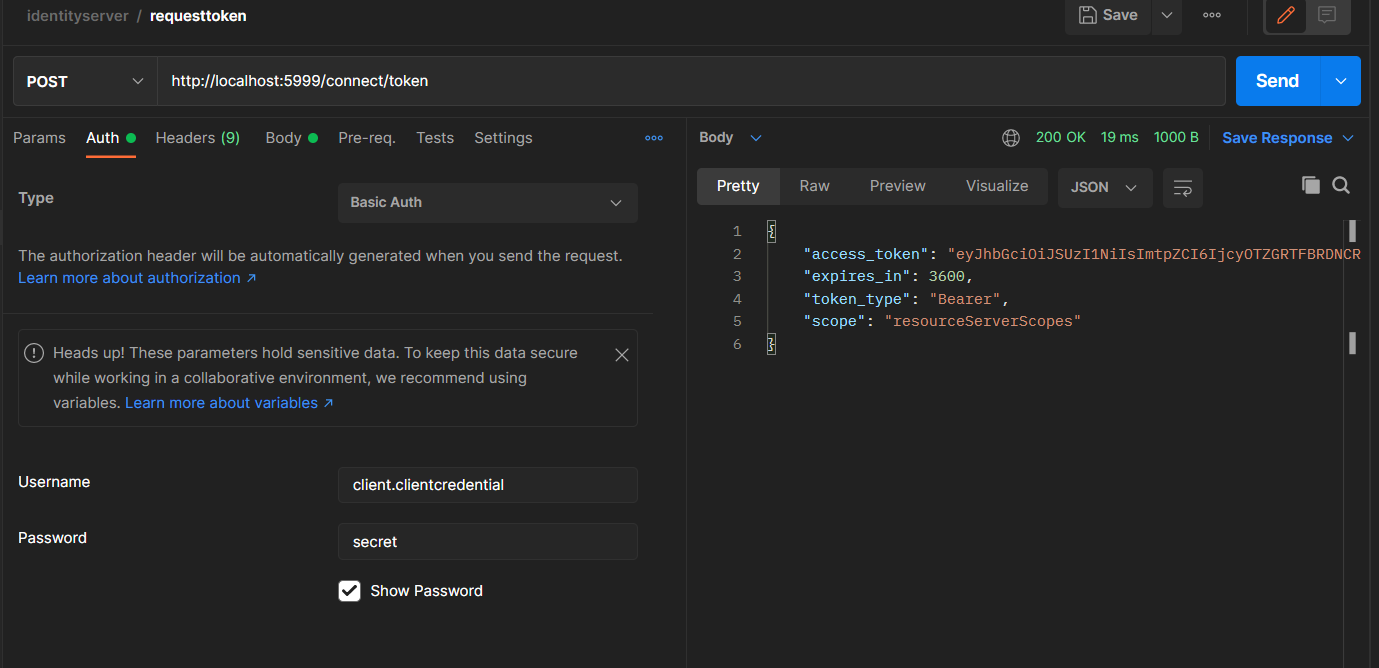 identityserver / requesttoken
Save
POST
http://localhost:5999/connect/token
Send
Params Auth Headers (9) Body Pre-req. Tests Settings
Type
Basic Auth
The authorization header will be automatically generated when you send the request.
Learn more about authorization ↗
Heads up! These parameters hold sensitive data. To keep this data secure
while working in a collaborative environment, we recommend using
variables. Learn more about variables ↗
Username
client.clientcredential
Password
secret
Show Password
Body
200 OK 19 ms 1000 B Save Response
Pretty Raw Preview Visualize JSON
1 {
2 "access_token": "eyJhbGciOiJSUzI1NiIsImtpZCI6IjcyOTZGRTFBRDNCR
3 "expires_in": 3600,
4 "token_type": "Bearer",
5 "scope": "resourceServerScopes"
6 }